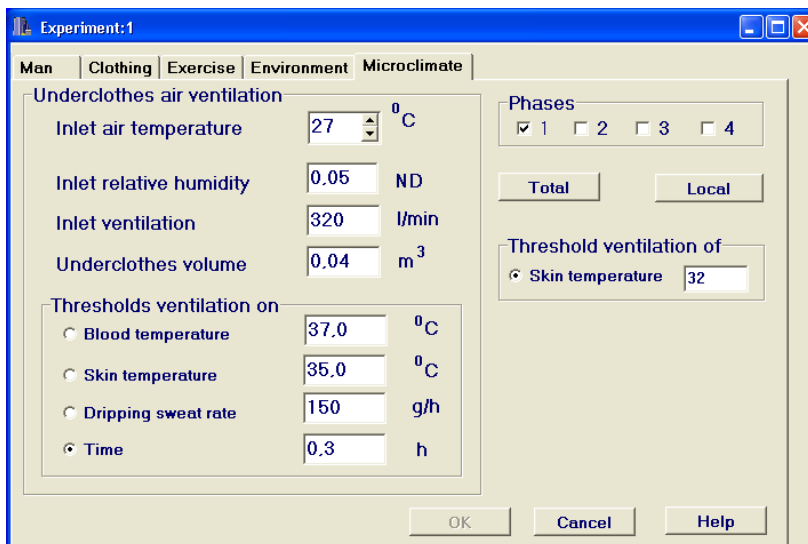 Experiment:1
Man Clothing Exercise Environment Microclimate
Underclothes air ventilation
Inlet air temperature 27 ⁰C
Inlet relative humidity 0,05 ND
Inlet ventilation 320 l/min
Underclothes volume 0,04 m³
Thresholds ventilation on
Blood temperature 37,0 ⁰C
Skin temperature 35,0 ⁰C
Dripping sweat rate 150 g/h
Time 0,3 h
Phases
1 2 3 4
Total Local
Threshold ventilation of
Skin temperature 32
OK Cancel Help